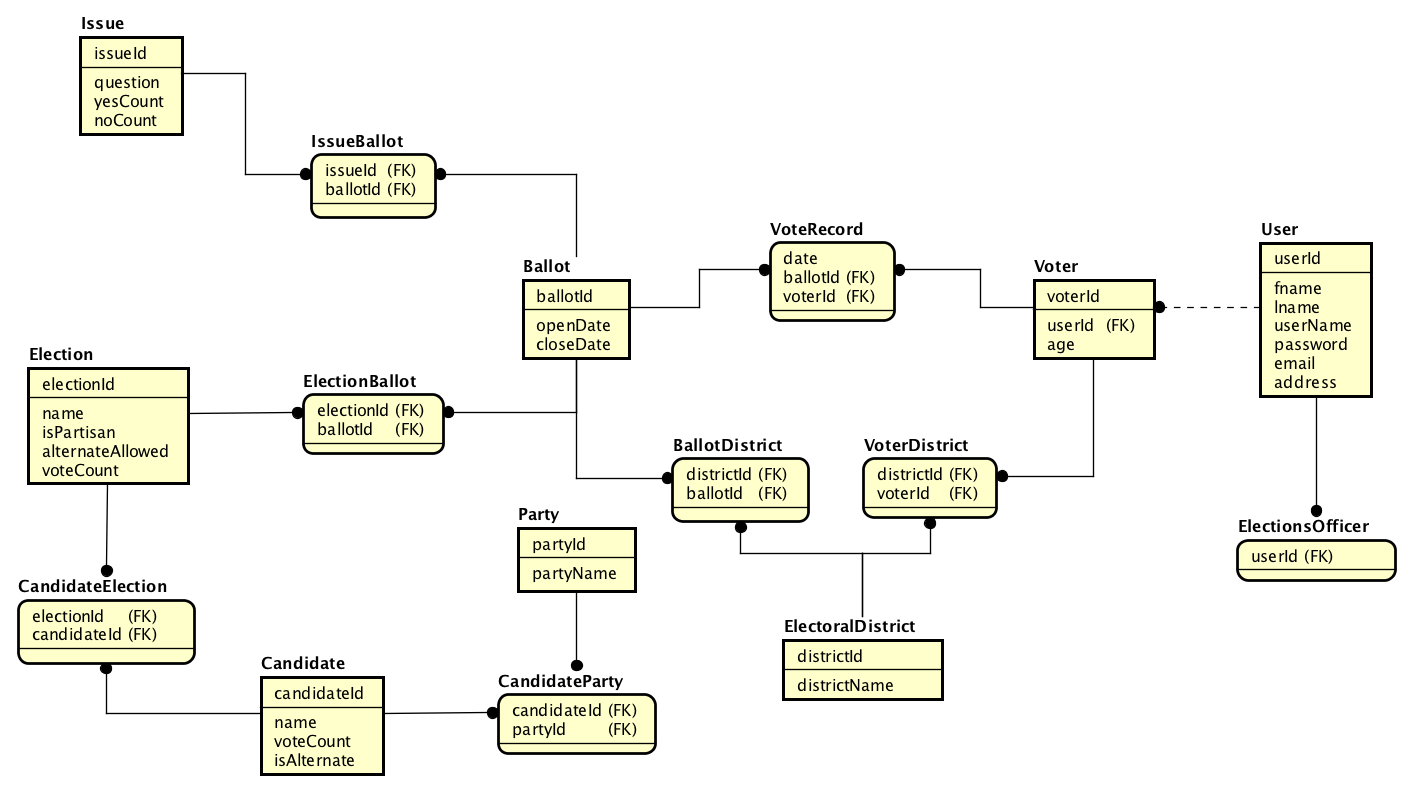 Issue
issueId
question
yesCount
noCount
IssueBallot
issueId (FK)
ballotId (FK)
Ballot
ballotId
openDate
closeDate
VoteRecord
date
ballotId (FK)
voterId (FK)
Voter
voterId
userId (FK)
age
User
userId
fname
lname
userName
password
email
address
Election
electionId
name
isPartisan
alternateAllowed
voteCount
ElectionBallot
electionId (FK)
ballotId (FK)
BallotDistrict
districtId (FK)
ballotId (FK)
VoterDistrict
districtId (FK)
voterId (FK)
ElectionsOfficer
userId (FK)
Party
partyId
partyName
CandidateElection
electionId (FK)
candidateId (FK)
Candidate
candidateId
name
voteCount
isAlternate
CandidateParty
candidateId (FK)
partyId (FK)
ElectoralDistrict
districtId
districtName